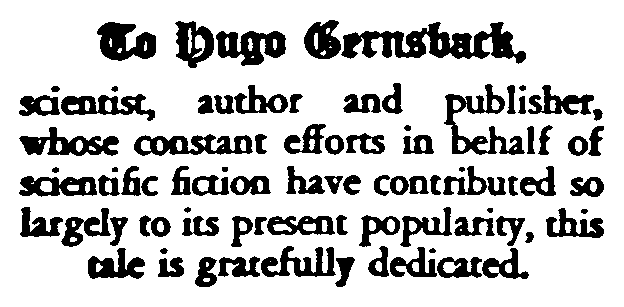 To Hugo Gernsback,
scientist, author and publisher,
whose constant efforts in behalf of
scientific fiction have contributed so
largely to its present popularity, this
tale is gratefully dedicated.